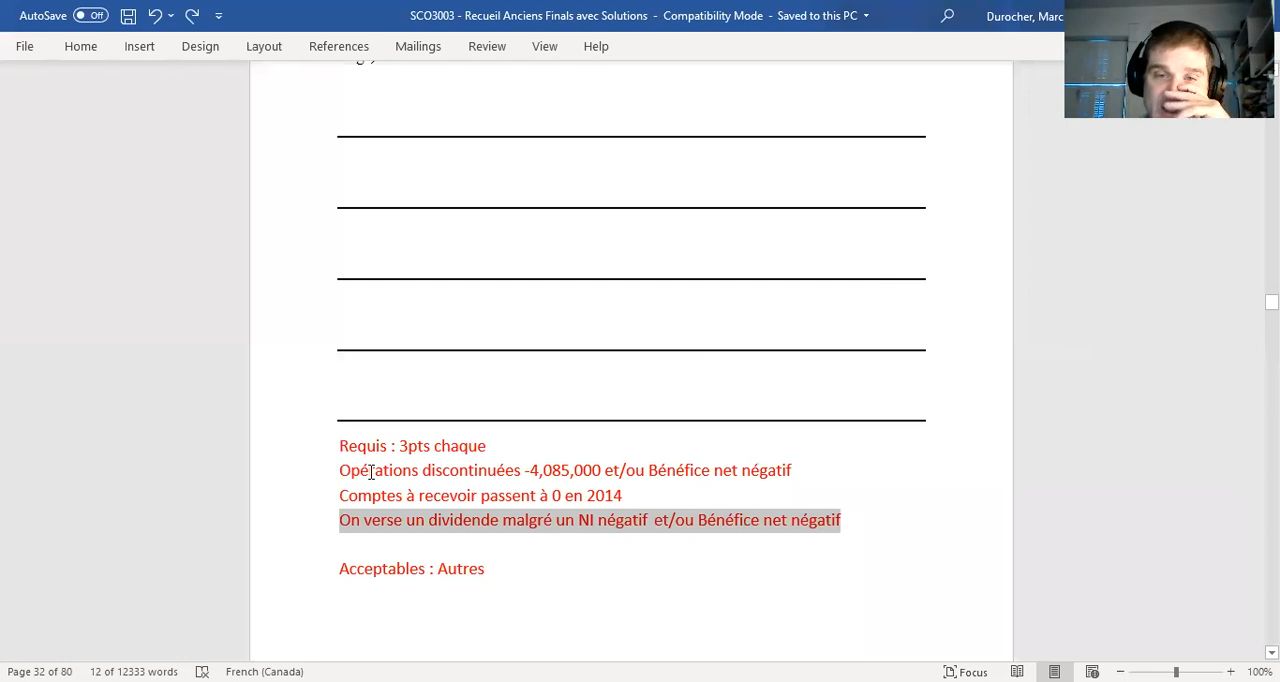 AutoSave Off SCO3003 - Recueil Anciens Finals avec Solutions - Compatibility Mode - Saved to this PC Durocher, Marc
File Home Insert Design Layout References Mailings Review View Help
Requis : 3pts chaque
Opérations discontinuées -4,085,000 et/ou Bénéfice net négatif
Comptes à recevoir passent à 0 en 2014
On verse un dividende malgré un NI négatif et/ou Bénéfice net négatif
Acceptables : Autres
Page 32 of 80 12 of 12333 words French (Canada) Focus 100%